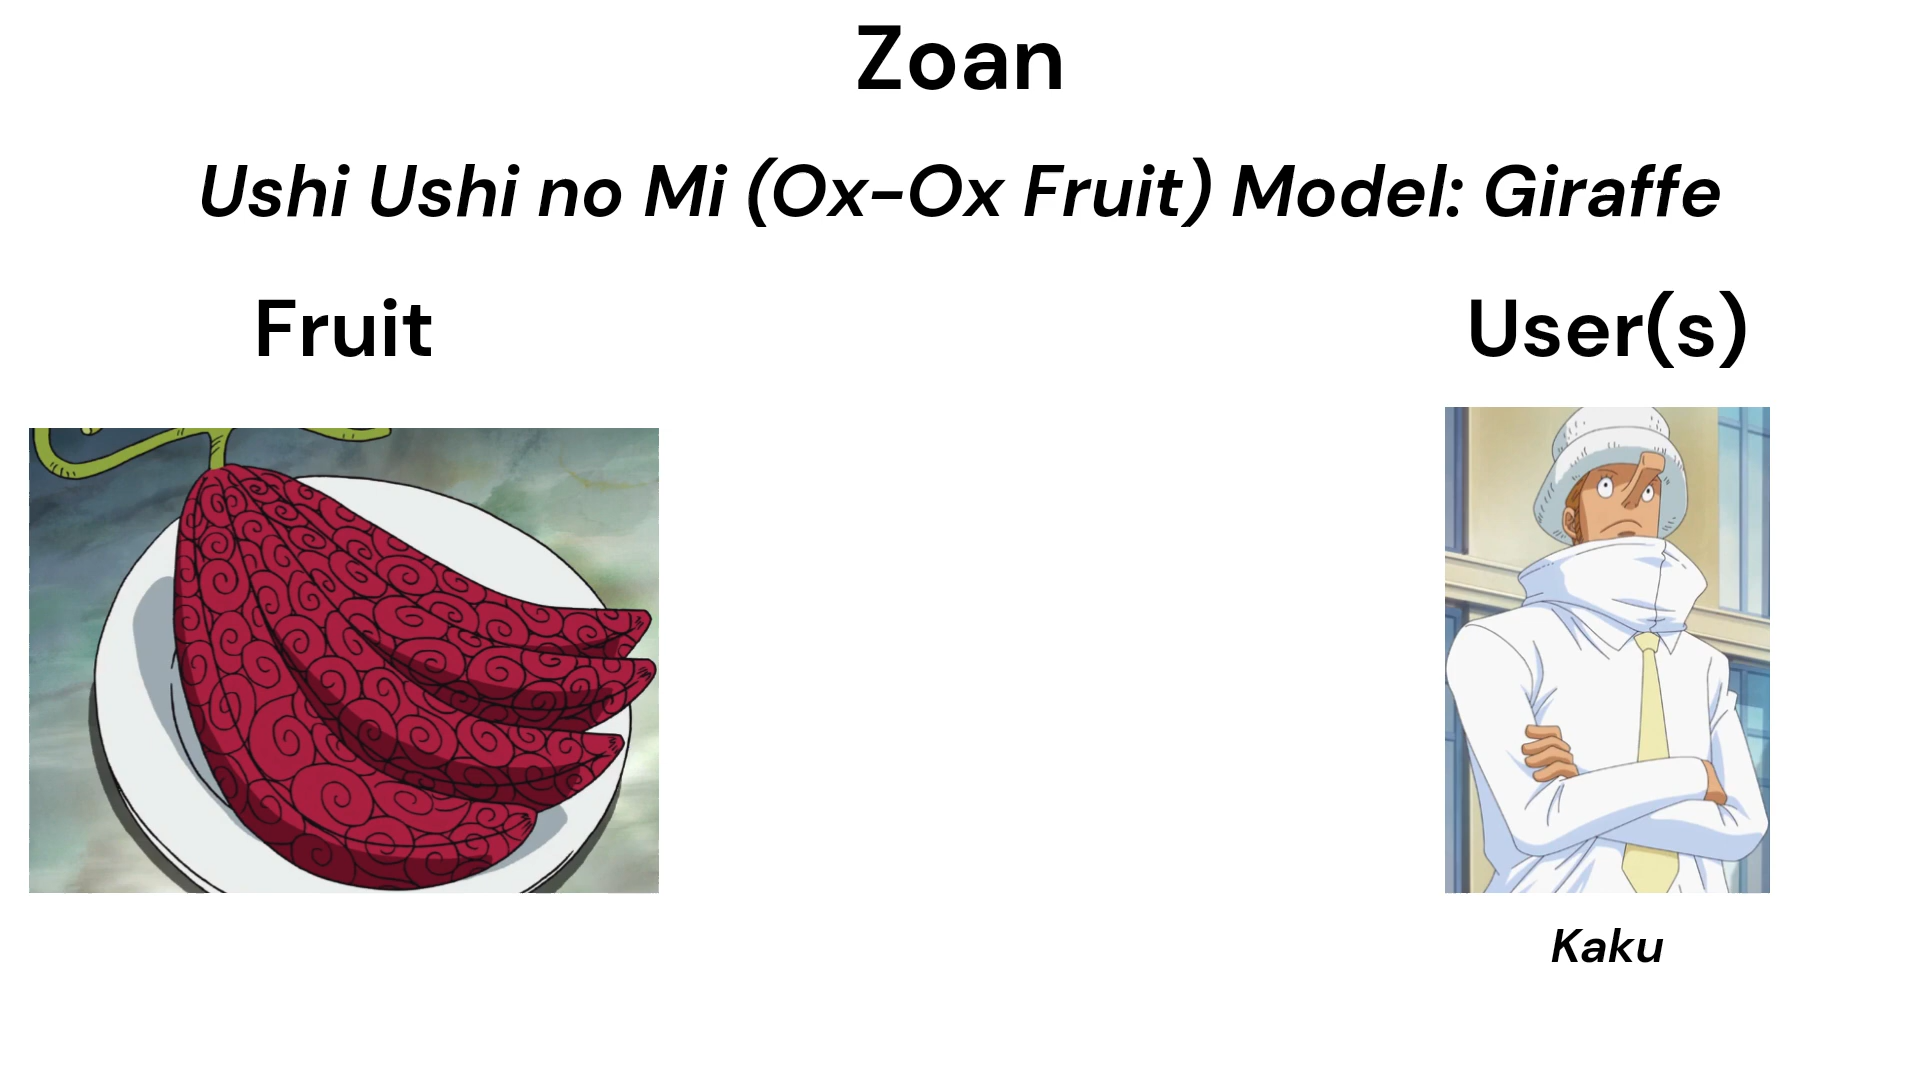 Zoan
Ushi Ushi no Mi (Ox-Ox Fruit) Model: Giraffe
Fruit
User(s)
Kaku